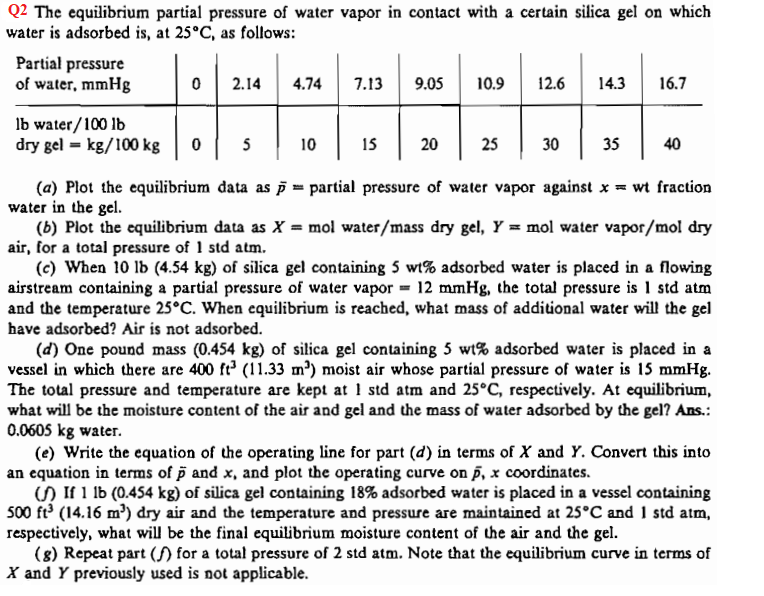 Q2 The equilibrium partial pressure of water vapor in contact with a certain silica gel on which
water is adsorbed is, at 25°C, as follows:
Partial pressure
of water, mmHg 0 2.14 4.74 7.13 9.05 10.9 12.6 14.3 16.7
lb water/100 lb
dry gel = kg/100 kg 0 5 10 15 20 25 30 35 40
(a) Plot the equilibrium data as p̄ = partial pressure of water vapor against x = wt fraction
water in the gel.
(b) Plot the equilibrium data as X = mol water/mass dry gel, Y = mol water vapor/mol dry
air, for a total pressure of 1 std atm.
(c) When 10 lb (4.54 kg) of silica gel containing 5 wt% adsorbed water is placed in a flowing
airstream containing a partial pressure of water vapor = 12 mmHg, the total pressure is 1 std atm
and the temperature 25°C. When equilibrium is reached, what mass of additional water will the gel
have adsorbed? Air is not adsorbed.
(d) One pound mass (0.454 kg) of silica gel containing 5 wt% adsorbed water is placed in a
vessel in which there are 400 ft³ (11.33 m³) moist air whose partial pressure of water is 15 mmHg.
The total pressure and temperature are kept at 1 std atm and 25°C, respectively. At equilibrium,
what will be the moisture content of the air and gel and the mass of water adsorbed by the gel? Ans.:
0.0605 kg water.
(e) Write the equation of the operating line for part (d) in terms of X and Y. Convert this into
an equation in terms of p̄ and x, and plot the operating curve on p̄, x coordinates.
(f) If 1 lb (0.454 kg) of silica gel containing 18% adsorbed water is placed in a vessel containing
500 ft³ (14.16 m³) dry air and the temperature and pressure are maintained at 25°C and 1 std atm,
respectively, what will be the final equilibrium moisture content of the air and the gel.
(g) Repeat part (f) for a total pressure of 2 std atm. Note that the equilibrium curve in terms of
X and Y previously used is not applicable.